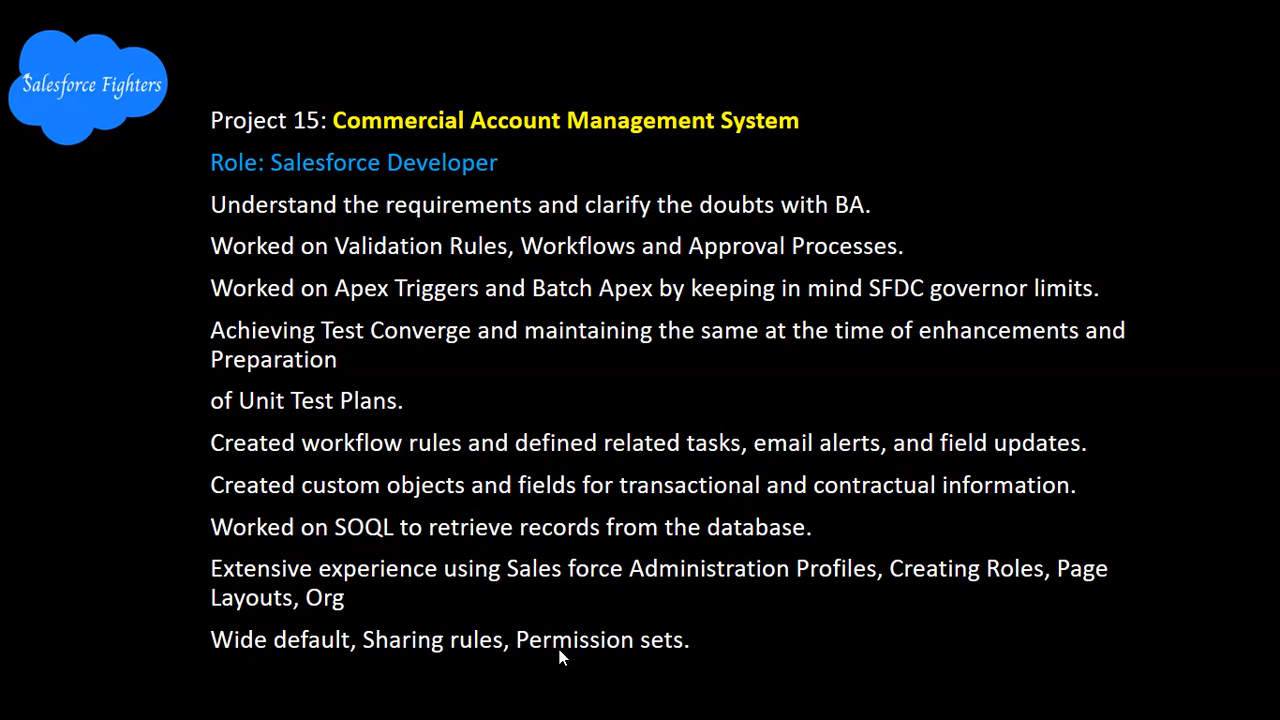 Salesforce Fighters
Project 15: Commercial Account Management System
Role: Salesforce Developer
Understand the requirements and clarify the doubts with BA.
Worked on Validation Rules, Workflows and Approval Processes.
Worked on Apex Triggers and Batch Apex by keeping in mind SFDC governor limits.
Achieving Test Converge and maintaining the same at the time of enhancements and
Preparation
of Unit Test Plans.
Created workflow rules and defined related tasks, email alerts, and field updates.
Created custom objects and fields for transactional and contractual information.
Worked on SOQL to retrieve records from the database.
Extensive experience using Sales force Administration Profiles, Creating Roles, Page
Layouts, Org
Wide default, Sharing rules, Permission sets.